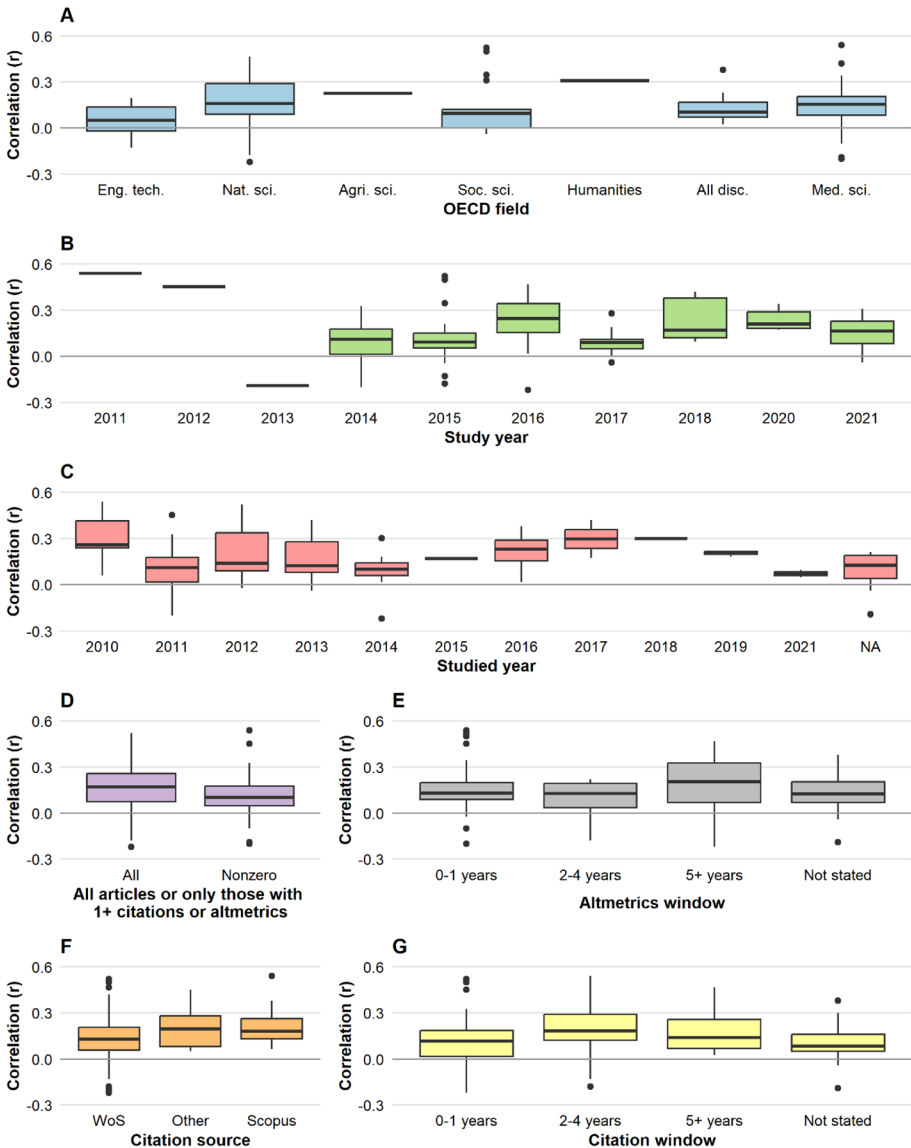 A
Correlation (r)
0.6
0.3
0.0
-0.3
Eng. tech. Nat. sci. Agri. sci. Soc. sci. Humanities All disc. Med. sci.
OECD field
B
Correlation (r)
0.6
0.3
0.0
-0.3
2011 2012 2013 2014 2015 2016 2017 2018 2020 2021
Study year
C
Correlation (r)
0.6
0.3
0.0
-0.3
2010 2011 2012 2013 2014 2015 2016 2017 2018 2019 2021 NA
Studied year
D
Correlation (r)
0.6
0.3
0.0
-0.3
All Nonzero
All articles or only those with
1+ citations or altmetrics
E
Correlation (r)
0.6
0.3
0.0
-0.3
0-1 years 2-4 years 5+ years Not stated
Altmetrics window
F
Correlation (r)
0.6
0.3
0.0
-0.3
WoS Other Scopus
Citation source
G
Correlation (r)
0.6
0.3
0.0
-0.3
0-1 years 2-4 years 5+ years Not stated
Citation window